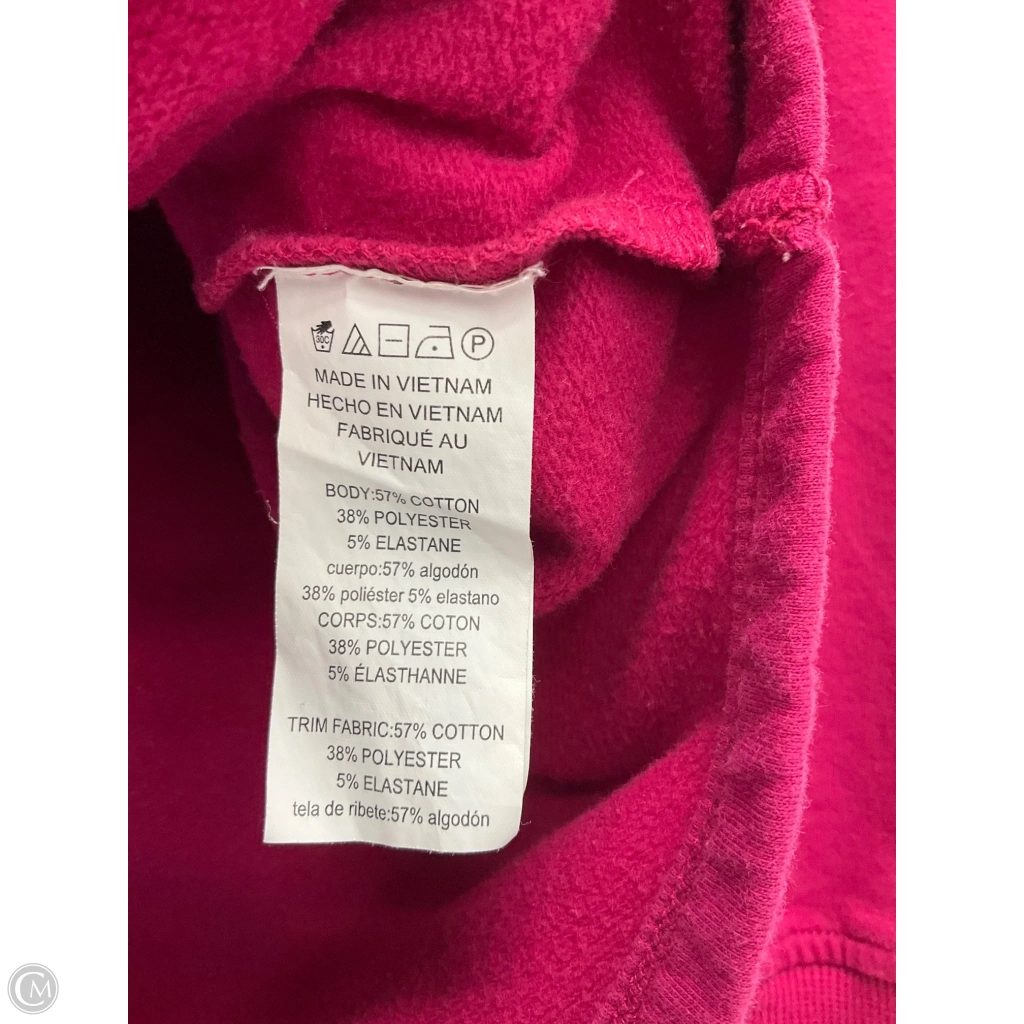 30C P
MADE IN VIETNAM
HECHO EN VIETNAM
FABRIQUÉ AU
VIETNAM
BODY:57% COTTON
38% POLYESTER
5% ELASTANE
cuerpo:57% algodón
38% poliéster 5% elastano
CORPS:57% COTON
38% POLYESTER
5% ÉLASTHANNE
TRIM FABRIC:57% COTTON
38% POLYESTER
5% ELASTANE
tela de ribete:57% algodón
CM